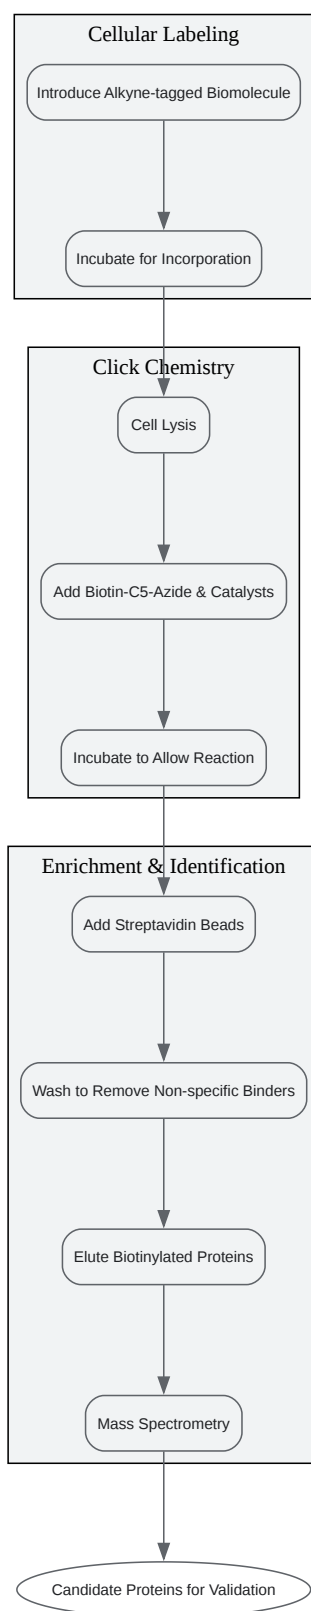 Cellular Labeling
Introduce Alkyne-tagged Biomolecule
Incubate for Incorporation
Click Chemistry
Cell Lysis
Add Biotin-C5-Azide & Catalysts
Incubate to Allow Reaction
Enrichment & Identification
Add Streptavidin Beads
Wash to Remove Non-specific Binders
Elute Biotinylated Proteins
Mass Spectrometry
Candidate Proteins for Validation